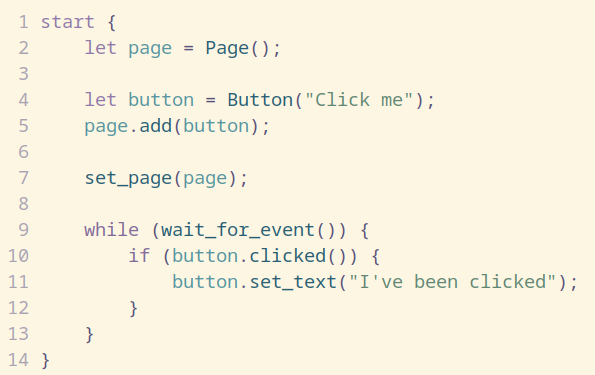 1 start {
2     let page = Page();
3
4     let button = Button("Click me");
5     page.add(button);
6
7     set_page(page);
8
9     while (wait_for_event()) {
10         if (button.clicked()) {
11             button.set_text("I've been clicked");
12         }
13     }
14 }